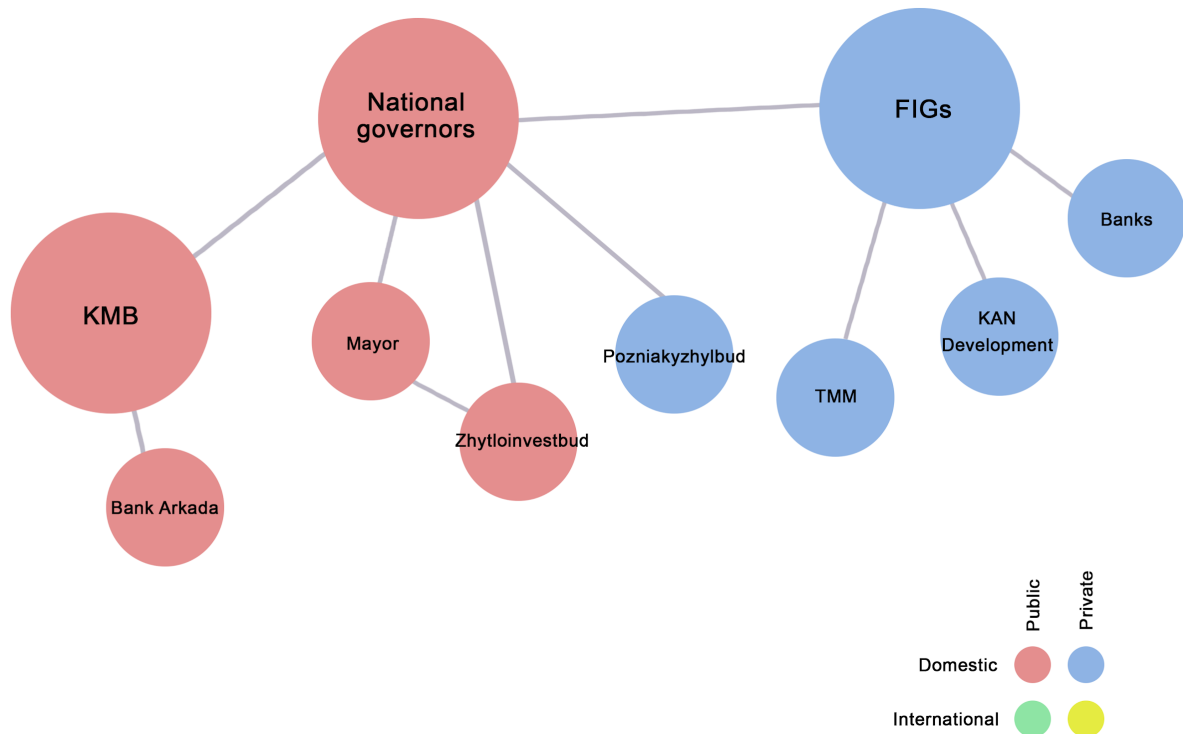 National
governors
FIGs
Banks
KMB
Mayor
Pozniakyzhylbud
KAN
Development
TMM
Zhytloinvestbud
Bank Arkada
Public
Private
Domestic
International